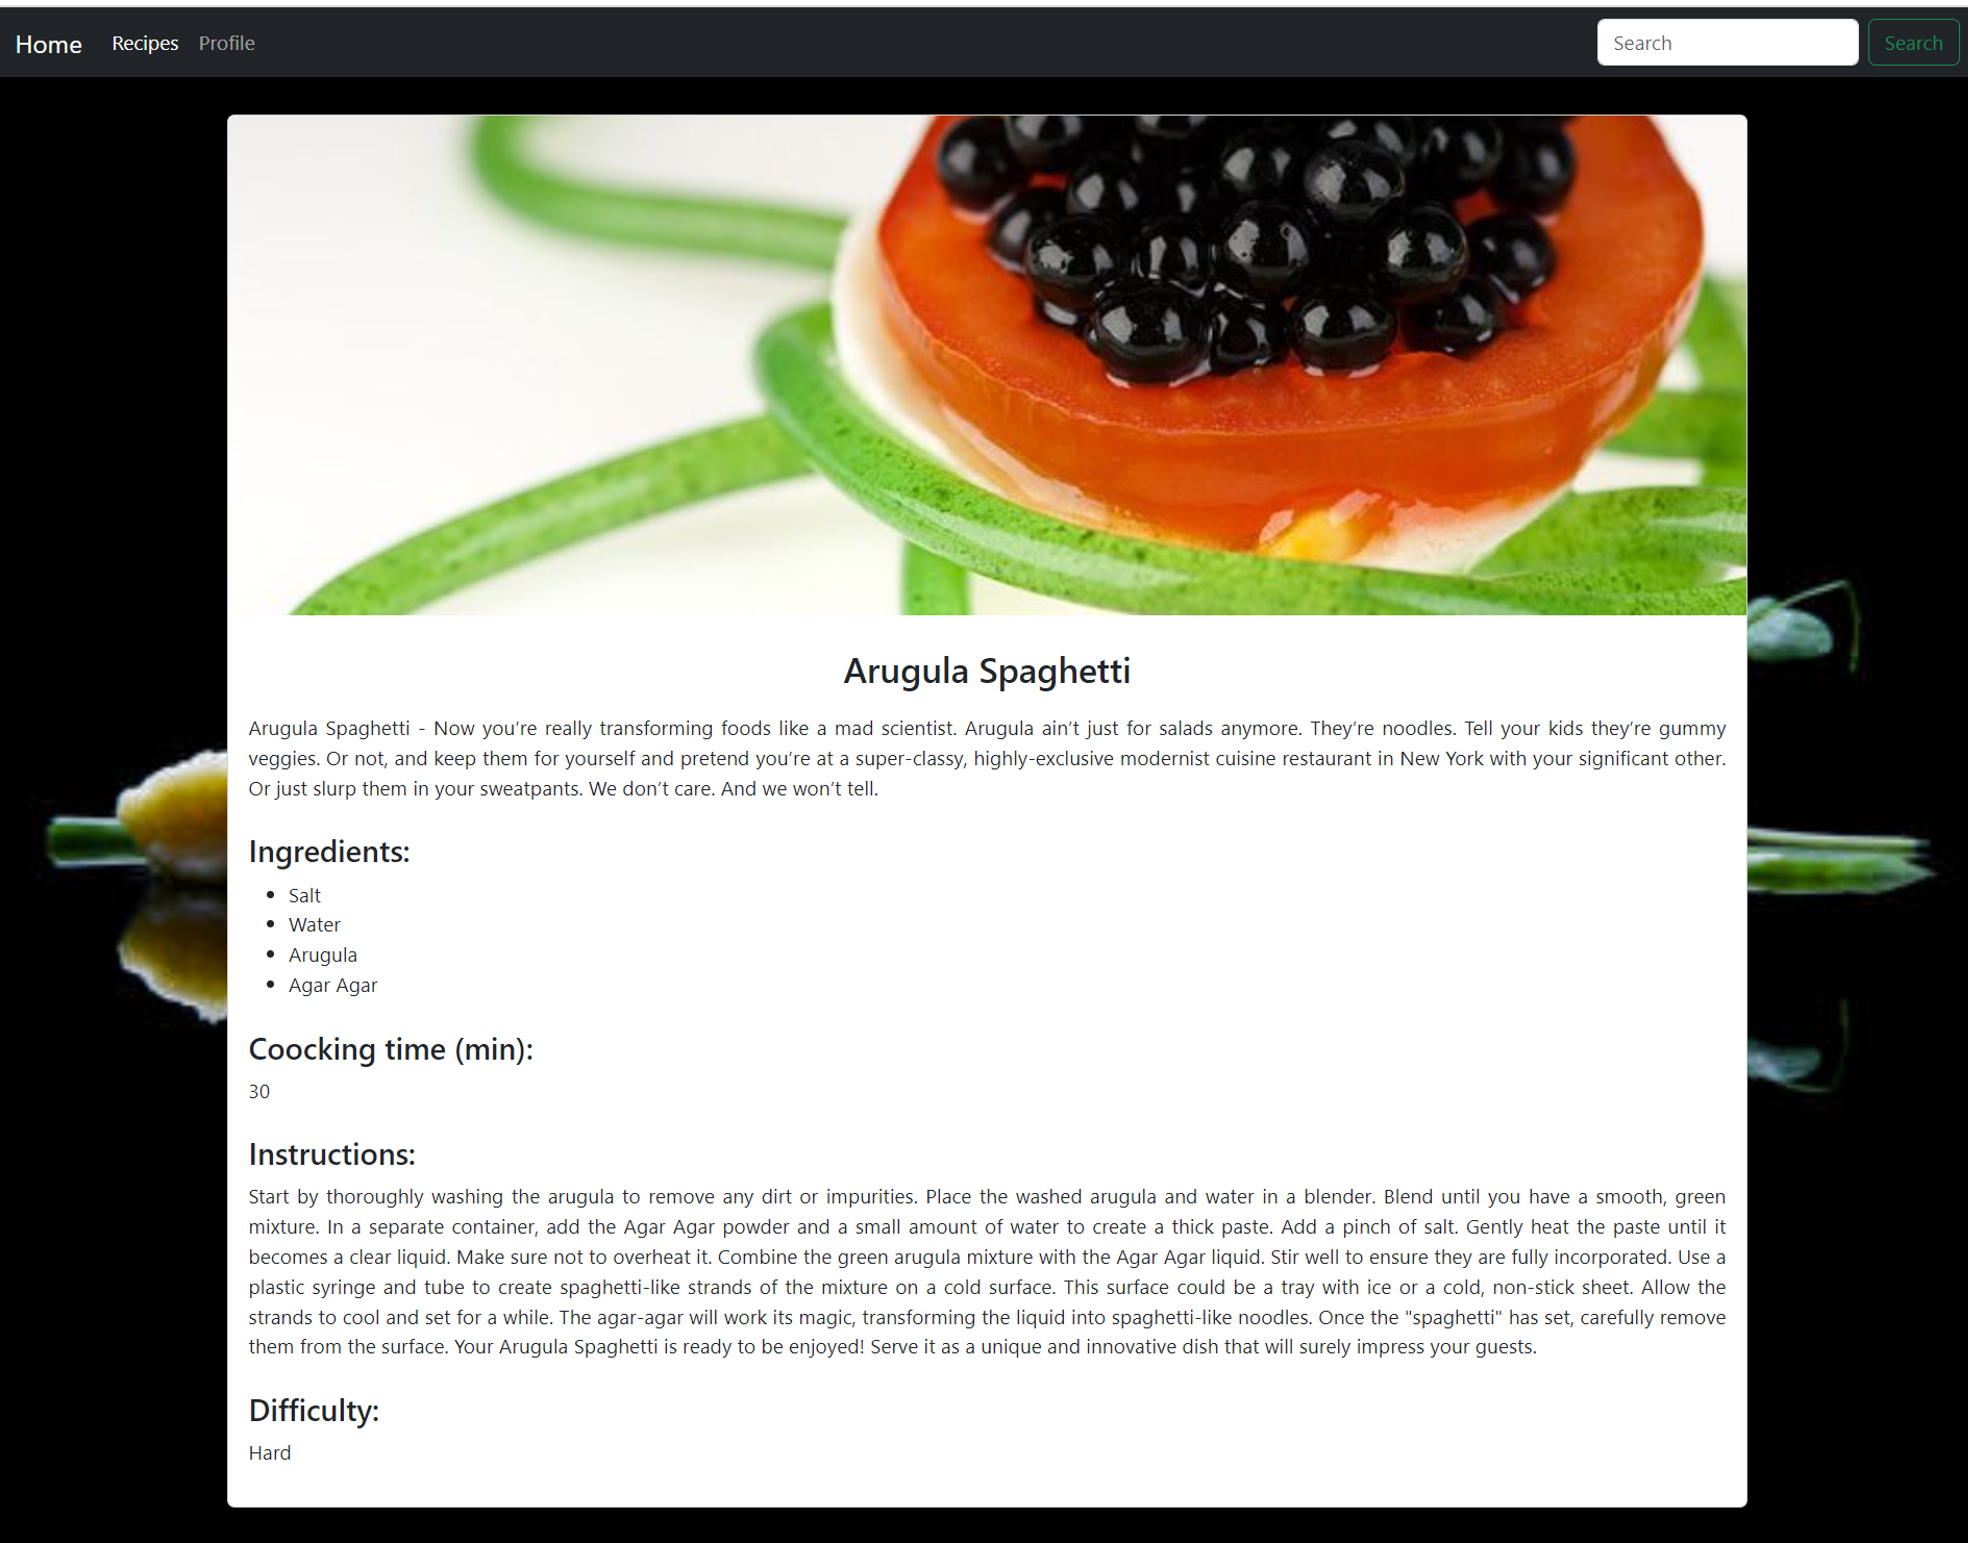 Home Recipes Profile Search Search
Arugula Spaghetti
Arugula Spaghetti - Now you’re really transforming foods like a mad scientist. Arugula ain’t just for salads anymore. They’re noodles. Tell your kids they’re gummy
veggies. Or not, and keep them for yourself and pretend you’re at a super-classy, highly-exclusive modernist cuisine restaurant in New York with your significant other.
Or just slurp them in your sweatpants. We don’t care. And we won’t tell.
Ingredients:
• Salt
• Water
• Arugula
• Agar Agar
Coocking time (min):
30
Instructions:
Start by thoroughly washing the arugula to remove any dirt or impurities. Place the washed arugula and water in a blender. Blend until you have a smooth, green
mixture. In a separate container, add the Agar Agar powder and a small amount of water to create a thick paste. Add a pinch of salt. Gently heat the paste until it
becomes a clear liquid. Make sure not to overheat it. Combine the green arugula mixture with the Agar Agar liquid. Stir well to ensure they are fully incorporated. Use a
plastic syringe and tube to create spaghetti-like strands of the mixture on a cold surface. This surface could be a tray with ice or a cold, non-stick sheet. Allow the
strands to cool and set for a while. The agar-agar will work its magic, transforming the liquid into spaghetti-like noodles. Once the "spaghetti" has set, carefully remove
them from the surface. Your Arugula Spaghetti is ready to be enjoyed! Serve it as a unique and innovative dish that will surely impress your guests.
Difficulty:
Hard